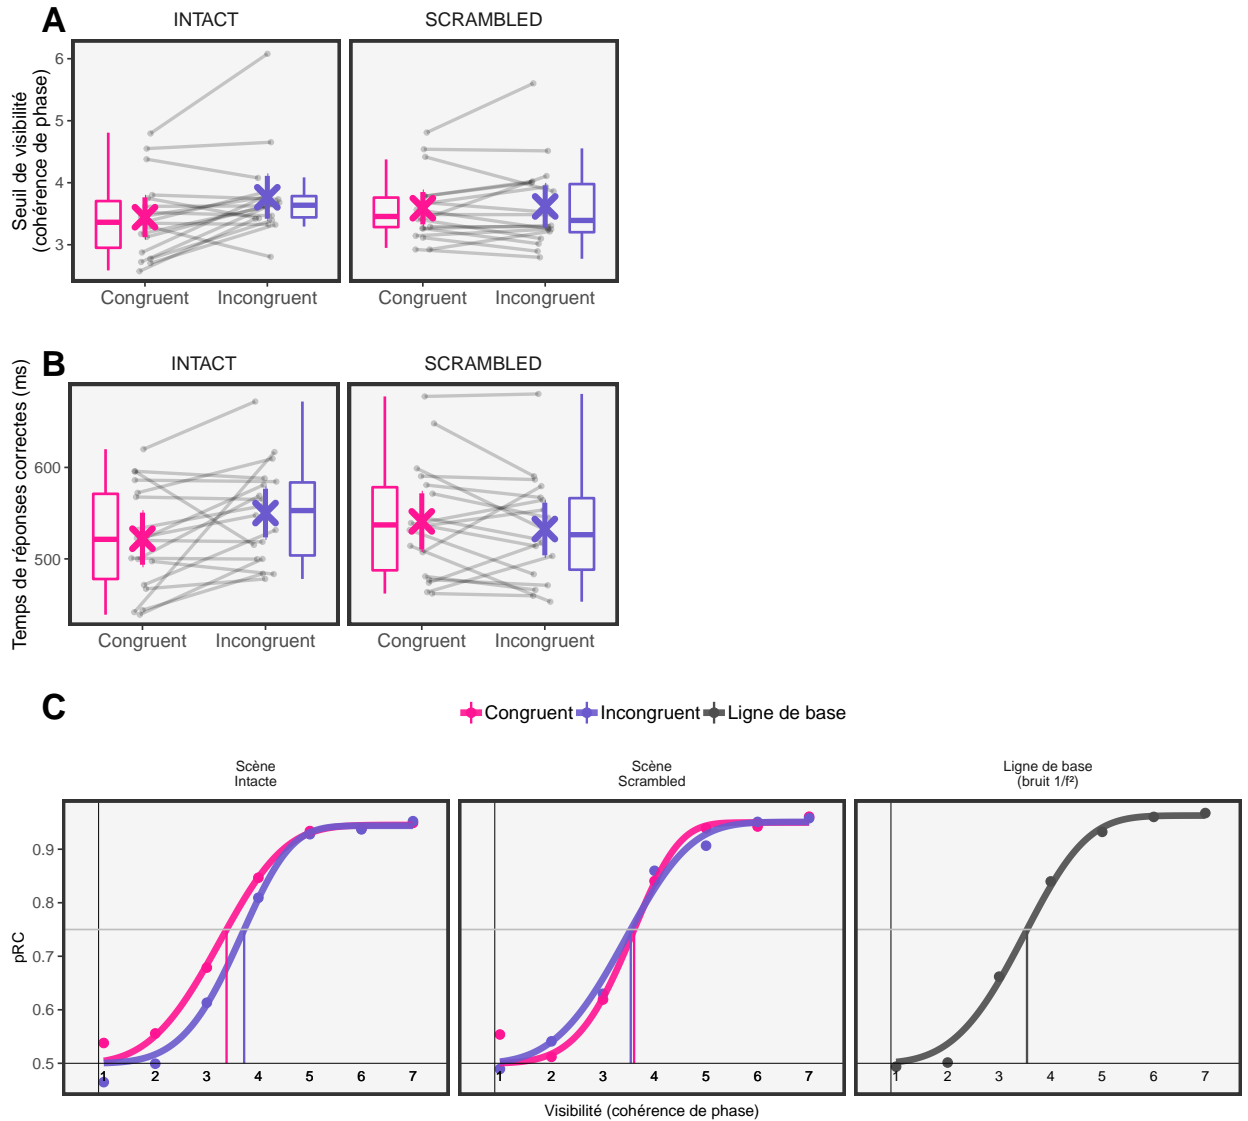 A
INTACT
SCRAMBLED
Seuil de visibilité
(cohérence de phase)
6
5
4
3
Congruent
Incongruent
Congruent
Incongruent
B
INTACT
SCRAMBLED
Temps de réponses correctes (ms)
600
500
Congruent
Incongruent
Congruent
Incongruent
C
Congruent
Incongruent
Ligne de base
Scène
Intacte
Scène
Scrambled
Ligne de base
(bruit 1/f²)
pRC
0.9
0.8
0.7
0.6
0.5
1 2 3 4 5 6 7
1 2 3 4 5 6 7
1 2 3 4 5 6 7
Visibilité (cohérence de phase)